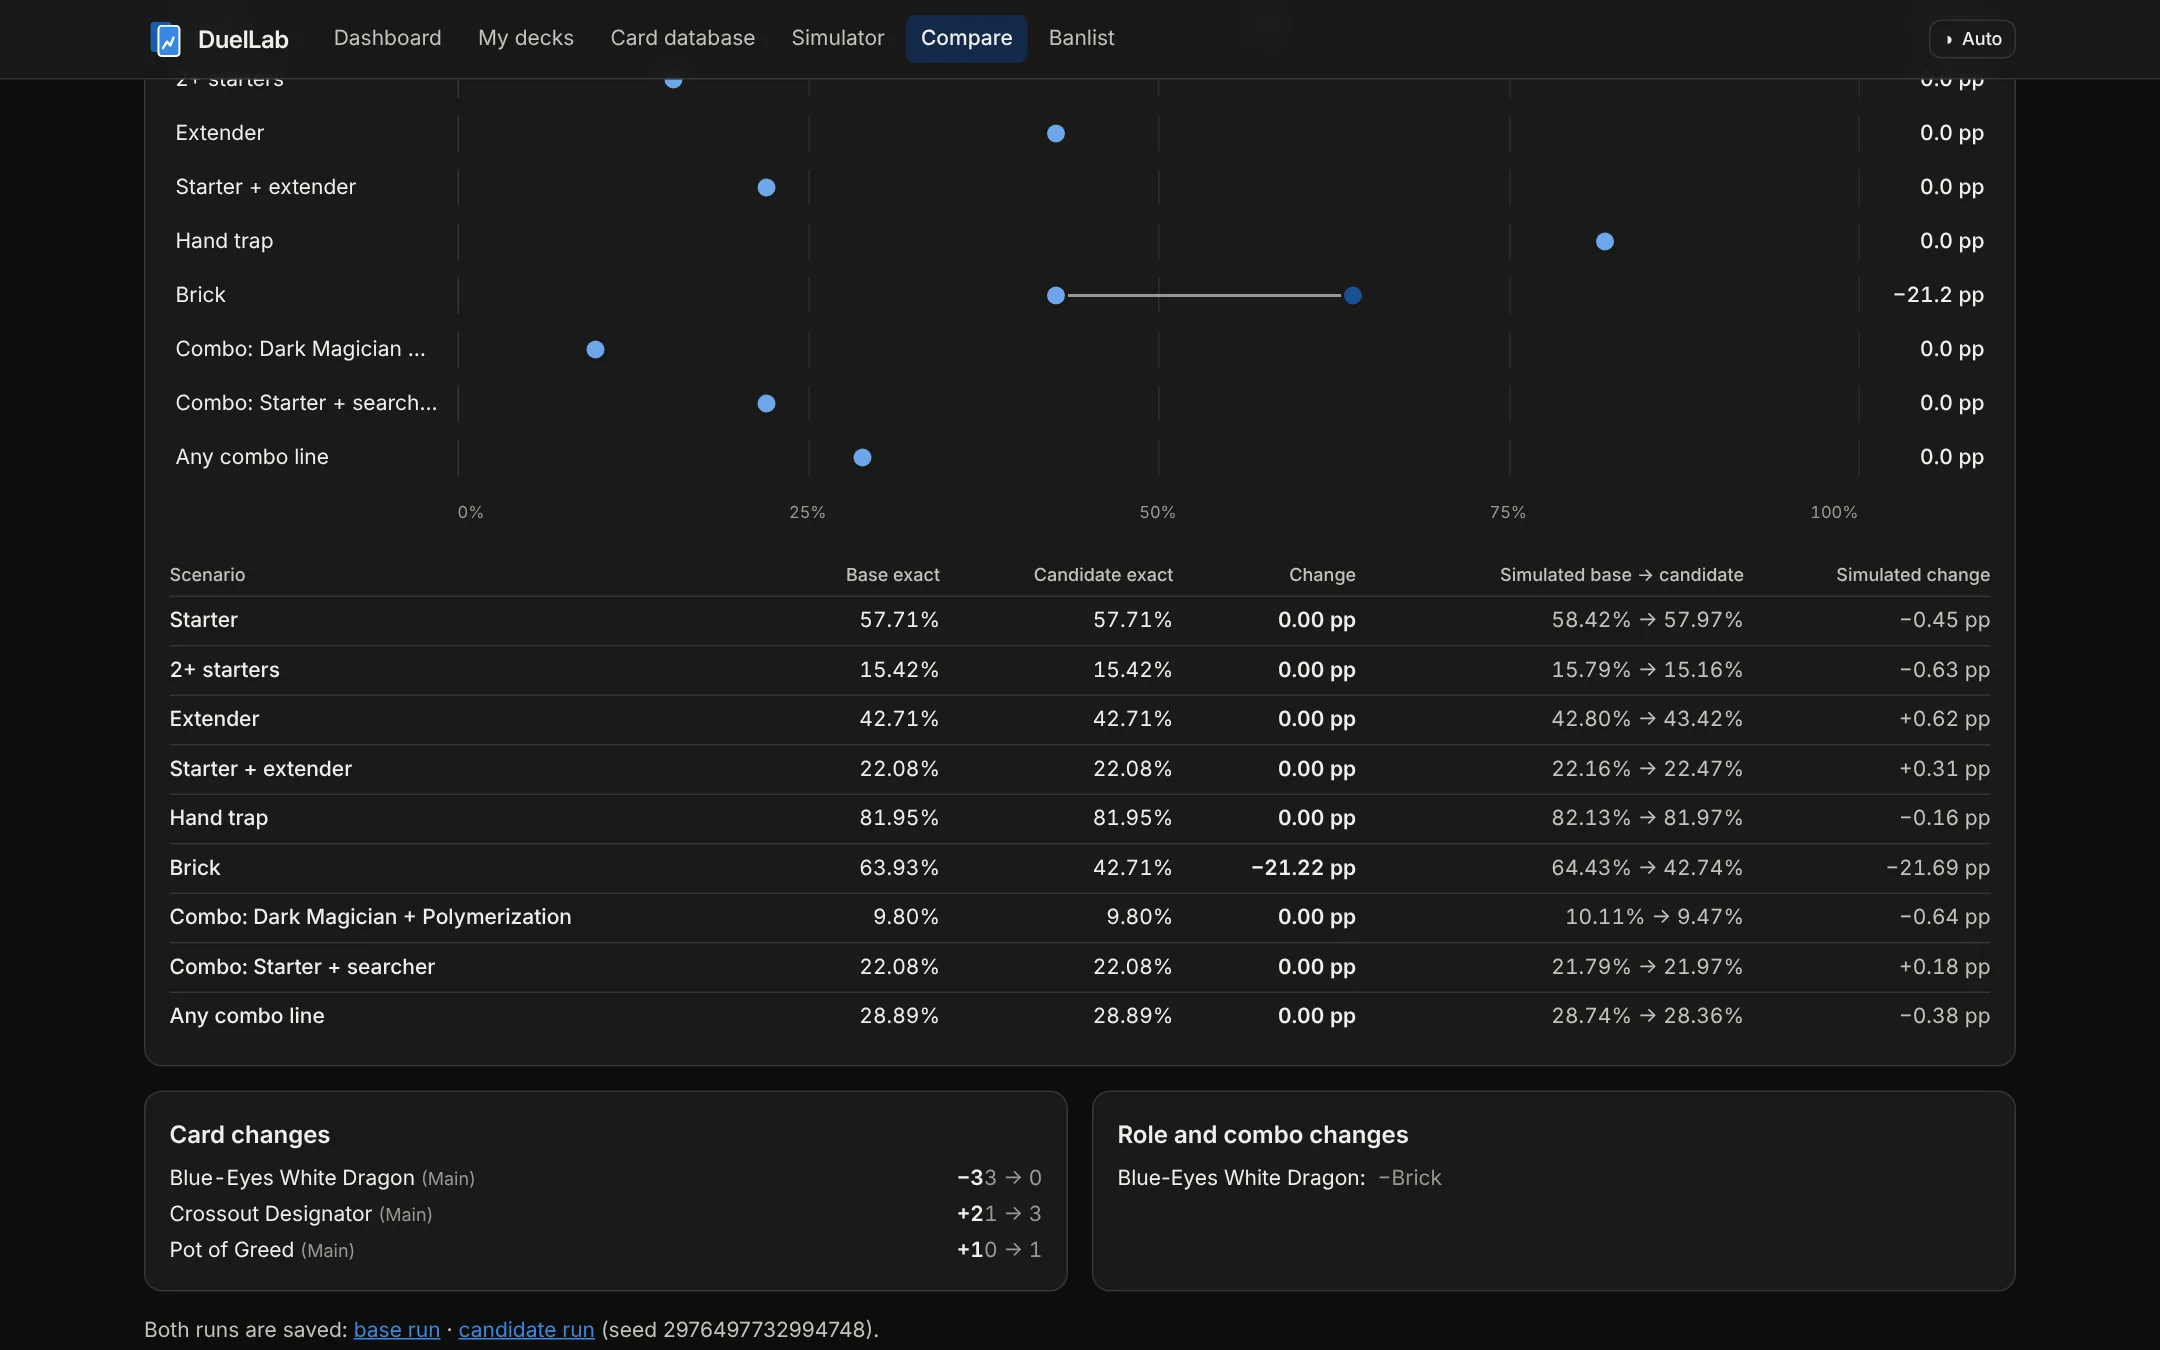 DuelLab Dashboard My decks Card database Simulator Compare Banlist Auto
2+ starters 0.0 pp
Extender 0.0 pp
Starter + extender 0.0 pp
Hand trap 0.0 pp
Brick −21.2 pp
Combo: Dark Magician ... 0.0 pp
Combo: Starter + search... 0.0 pp
Any combo line 0.0 pp
0% 25% 50% 75% 100%
Scenario Base exact Candidate exact Change Simulated base → candidate Simulated change
Starter 57.71% 57.71% 0.00 pp 58.42% → 57.97% −0.45 pp
2+ starters 15.42% 15.42% 0.00 pp 15.79% → 15.16% −0.63 pp
Extender 42.71% 42.71% 0.00 pp 42.80% → 43.42% +0.62 pp
Starter + extender 22.08% 22.08% 0.00 pp 22.16% → 22.47% +0.31 pp
Hand trap 81.95% 81.95% 0.00 pp 82.13% → 81.97% −0.16 pp
Brick 63.93% 42.71% −21.22 pp 64.43% → 42.74% −21.69 pp
Combo: Dark Magician + Polymerization 9.80% 9.80% 0.00 pp 10.11% → 9.47% −0.64 pp
Combo: Starter + searcher 22.08% 22.08% 0.00 pp 21.79% → 21.97% +0.18 pp
Any combo line 28.89% 28.89% 0.00 pp 28.74% → 28.36% −0.38 pp
Card changes
Blue-Eyes White Dragon (Main) −33 → 0
Crossout Designator (Main) +21 → 3
Pot of Greed (Main) +10 → 1
Role and combo changes
Blue-Eyes White Dragon: −Brick
Both runs are saved: base run · candidate run (seed 2976497732994748).